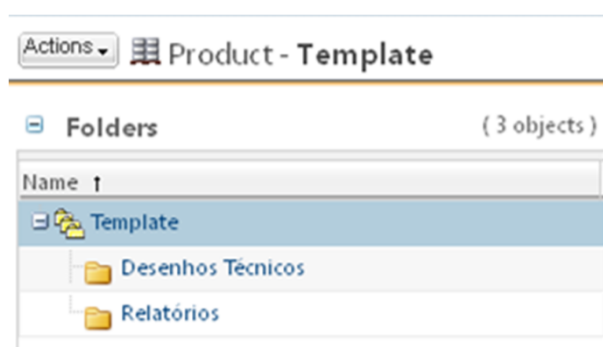 Actions
Product - Template
Folders ( 3 objects )
Name
Template
Desenhos Técnicos
Relatórios